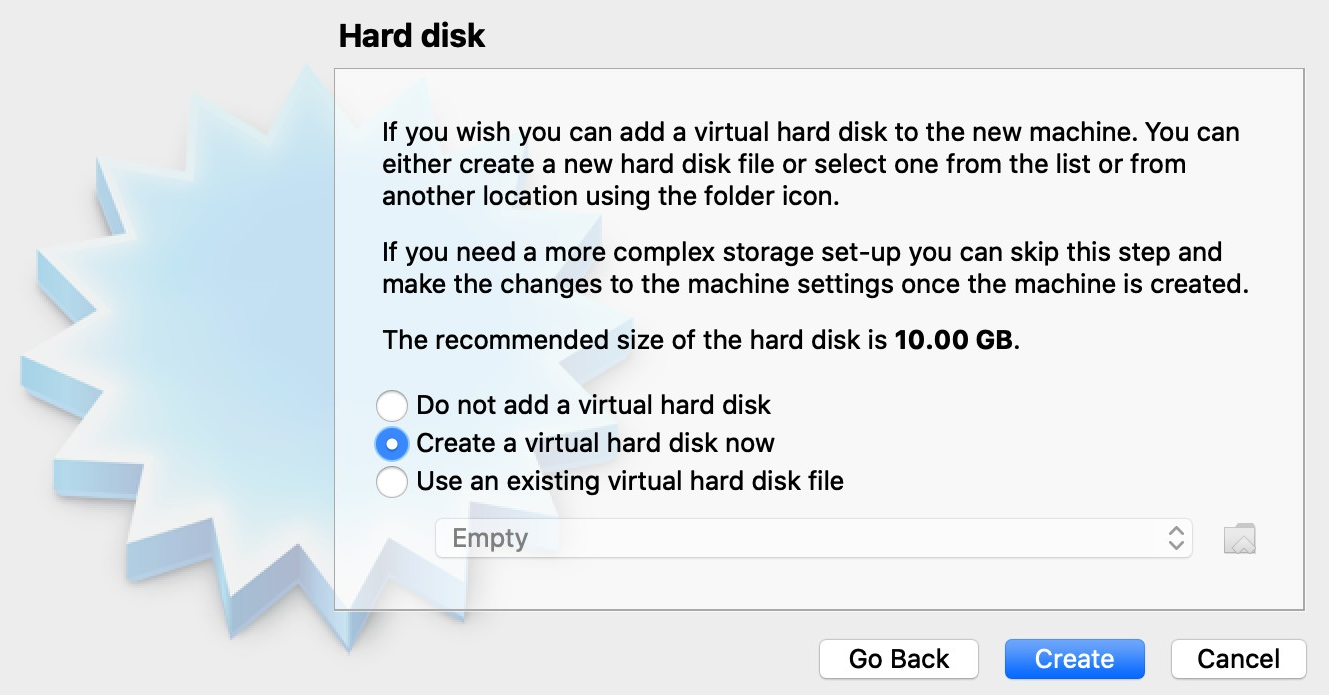 Hard disk
If you wish you can add a virtual hard disk to the new machine. You can
either create a new hard disk file or select one from the list or from
another location using the folder icon.
If you need a more complex storage set-up you can skip this step and
make the changes to the machine settings once the machine is created.
The recommended size of the hard disk is 10.00 GB.
Do not add a virtual hard disk
Create a virtual hard disk now
Use an existing virtual hard disk file
Empty
Go Back
Create
Cancel